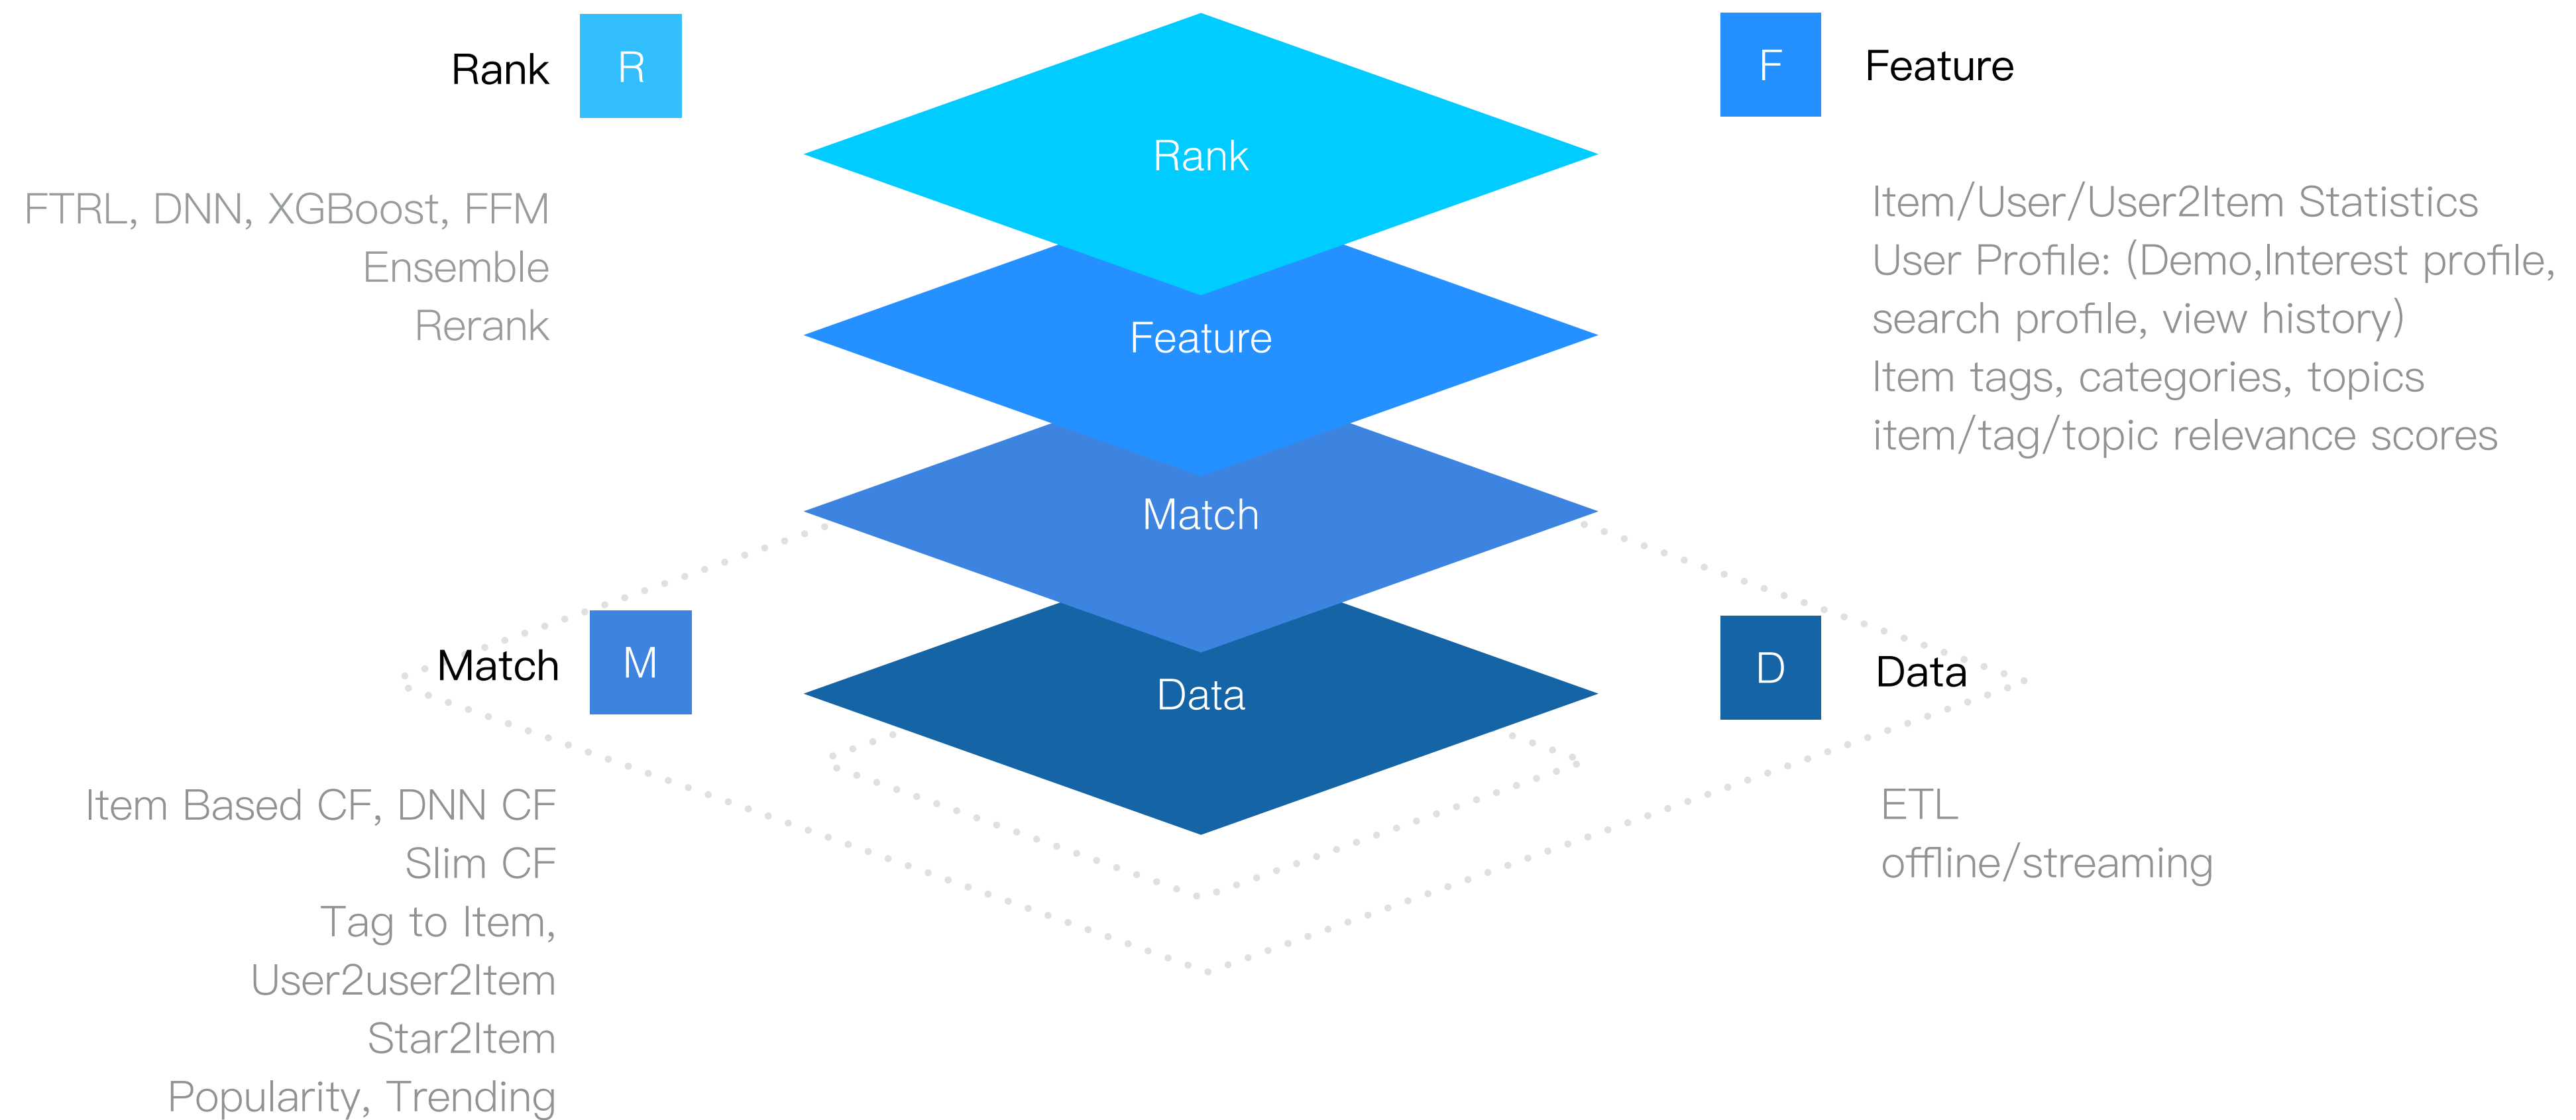 Rank
R
FTRL, DNN, XGBoost, FFM
Ensemble
Rerank
Rank
Feature
Match
Data
F
Feature
Item/User/User2Item Statistics
User Profile: (Demo,Interest profile,
search profile, view history)
Item tags, categories, topics
item/tag/topic relevance scores
Match
M
Item Based CF, DNN CF
Slim CF
Tag to Item,
User2user2Item
Star2Item
Popularity, Trending
D
Data
ETL
offline/streaming